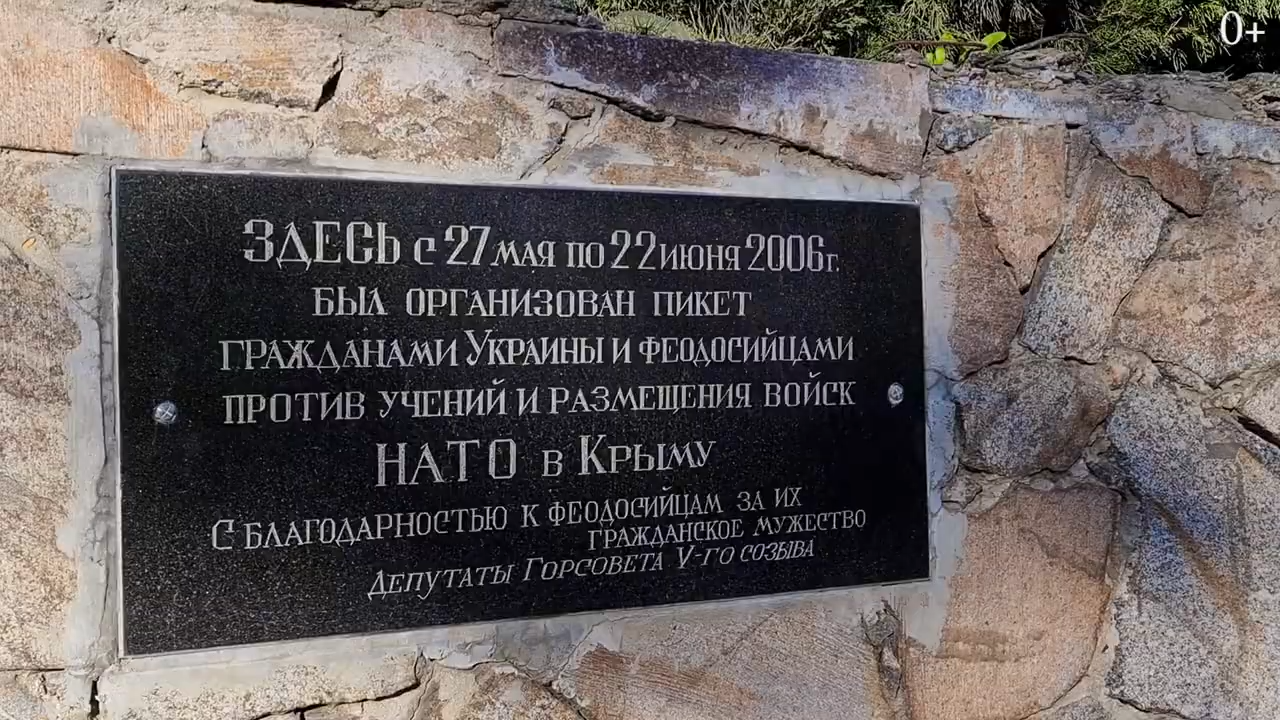 0+
ЗДЕСЬ с 27 мая по 22 июня 2006 г.
БЫЛ ОРГАНИЗОВАН ПИКЕТ
ГРАЖДАНАМИ УКРАИНЫ И ФЕОДОСИЙЦАМИ
ПРОТИВ УЧЕНИЙ И РАЗМЕЩЕНИЯ ВОЙСК
НАТО в КРЫМУ
С БЛАГОДАРНОСТЬЮ К ФЕОДОСИЙЦАМ ЗА ИХ
ГРАЖДАНСКОЕ МУЖЕСТВО
ДЕПУТАТЫ ГОРСОВЕТА V-ГО СОЗЫВА